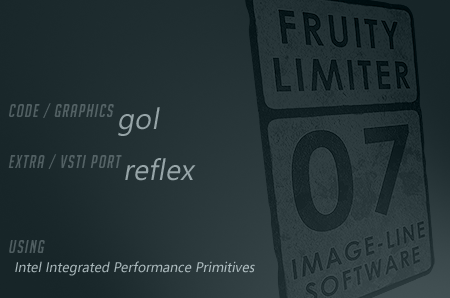 CODE / GRAPHICS gol
EXTRA / VSTI PORT reflex
USING
Intel Integrated Performance Primitives
FRUITY
LIMITER
07
IMAGE-LINE
SOFTWARE